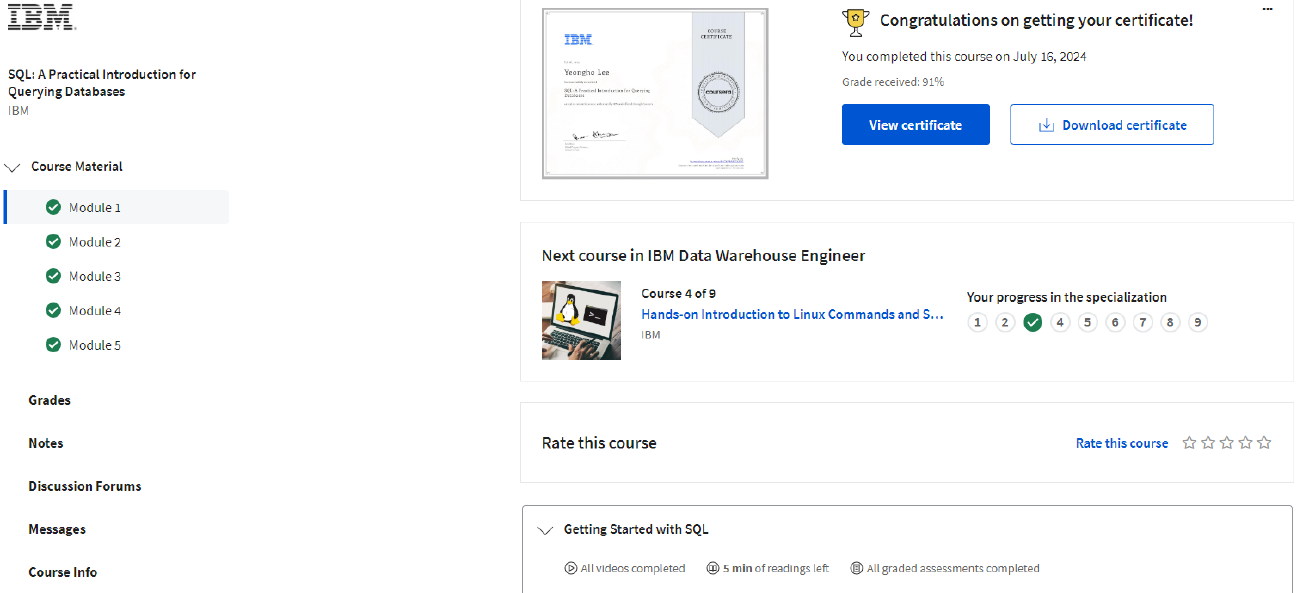 IBM
SQL: A Practical Introduction for
Querying Databases
IBM
Course Material
Module 1
Module 2
Module 3
Module 4
Module 5
Grades
Notes
Discussion Forums
Messages
Course Info
IBM
Yeongho Lee
SQL: A Practical Introduction for Querying
Databases
COURSE
CERTIFICATE
coursera
Congratulations on getting your certificate!
You completed this course on July 16, 2024
Grade received: 91%
View certificate
Download certificate
Next course in IBM Data Warehouse Engineer
Course 4 of 9
Hands-on Introduction to Linux Commands and S...
IBM
Your progress in the specialization
1 2 4 5 6 7 8 9
Rate this course
Rate this course
Getting Started with SQL
All videos completed 5 min of readings left All graded assessments completed